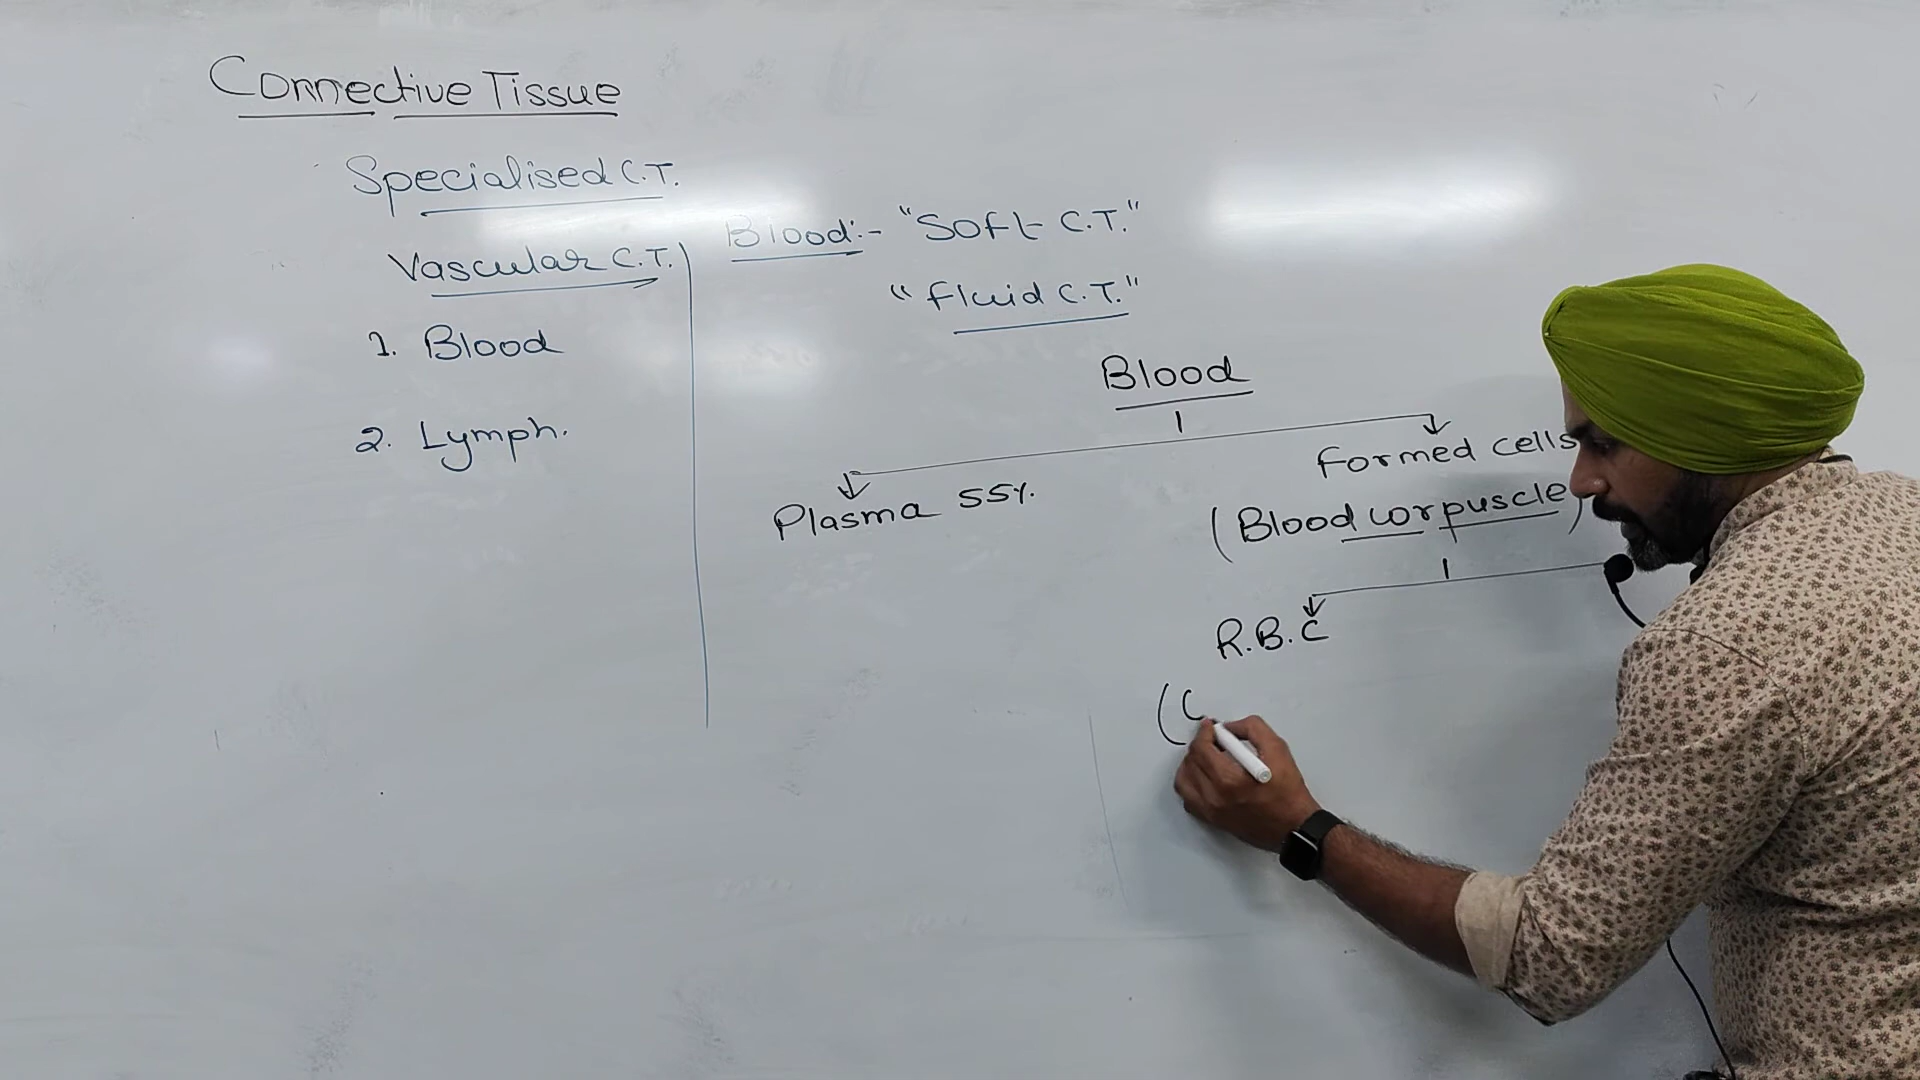 Connective Tissue
Specialised C.T.
Vascular C.T.
1. Blood
2. Lymph.
Blood:- "Soft C.T."
"fluid C.T."
Blood
Plasma 55%.
Formed cells
(Blood corpuscle)
R.B.C
(